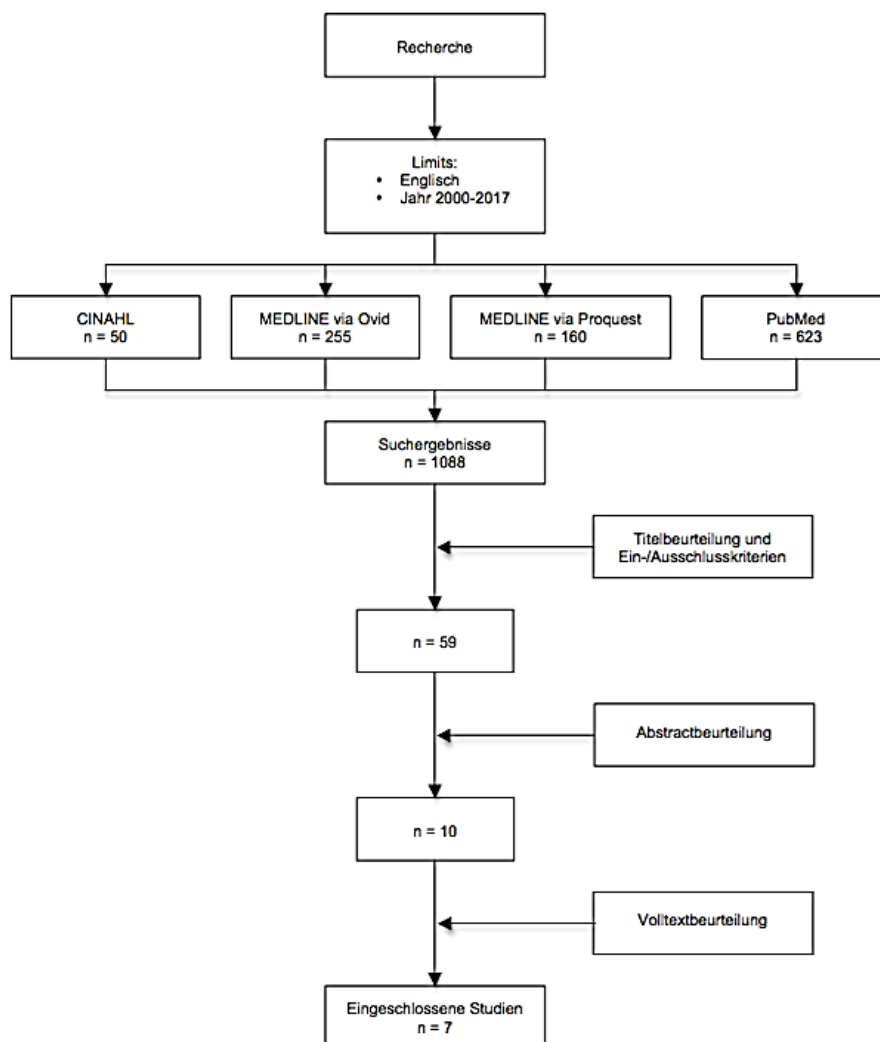 Recherche
Limits:
• Englisch
• Jahr 2000-2017
CINAHL
n = 50
MEDLINE via Ovid
n = 255
MEDLINE via Proquest
n = 160
PubMed
n = 623
Suchergebnisse
n = 1088
Titelbeurteilung und
Ein-/Ausschlusskriterien
n = 59
Abstractbeurteilung
n = 10
Volltextbeurteilung
Eingeschlossene Studien
n = 7